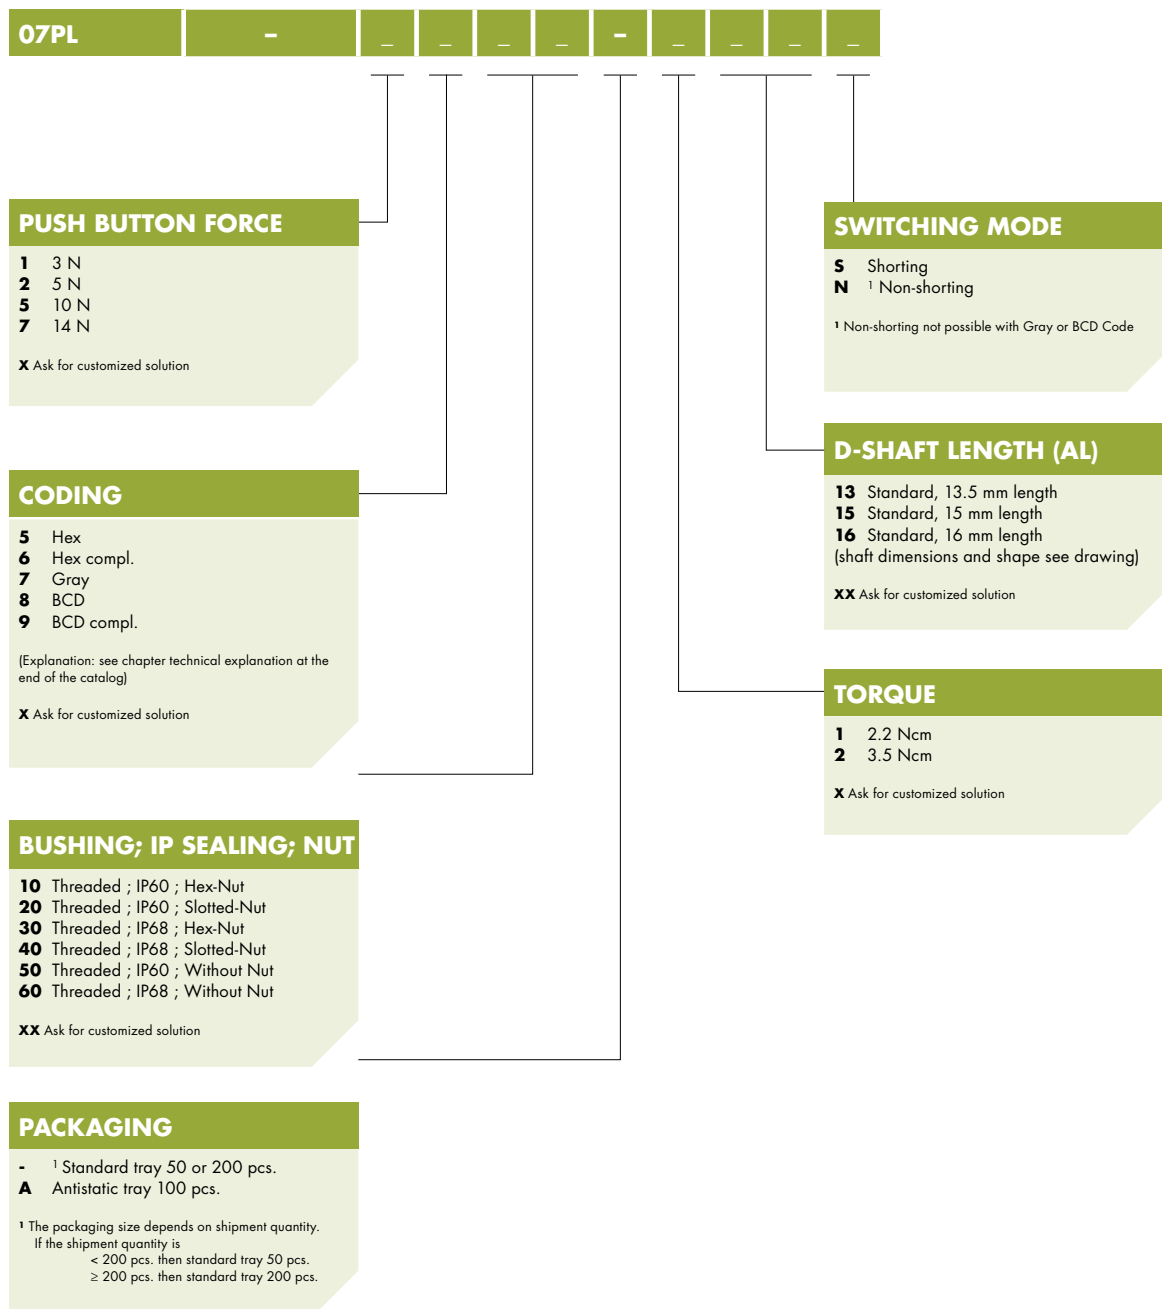 07PL – _ _ _ _ – _ _ _ _
PUSH BUTTON FORCE
1 3 N
2 5 N
5 10 N
7 14 N
X Ask for customized solution
CODING
5 Hex
6 Hex compl.
7 Gray
8 BCD
9 BCD compl.
(Explanation: see chapter technical explanation at the
end of the catalog)
X Ask for customized solution
BUSHING; IP SEALING; NUT
10 Threaded ; IP60 ; Hex-Nut
20 Threaded ; IP60 ; Slotted-Nut
30 Threaded ; IP68 ; Hex-Nut
40 Threaded ; IP68 ; Slotted-Nut
50 Threaded ; IP60 ; Without Nut
60 Threaded ; IP68 ; Without Nut
XX Ask for customized solution
PACKAGING
- ¹ Standard tray 50 or 200 pcs.
A Antistatic tray 100 pcs.
¹ The packaging size depends on shipment quantity.
If the shipment quantity is
< 200 pcs. then standard tray 50 pcs.
≥ 200 pcs. then standard tray 200 pcs.
SWITCHING MODE
S Shorting
N ¹ Non-shorting
¹ Non-shorting not possible with Gray or BCD Code
D-SHAFT LENGTH (AL)
13 Standard, 13.5 mm length
15 Standard, 15 mm length
16 Standard, 16 mm length
(shaft dimensions and shape see drawing)
XX Ask for customized solution
TORQUE
1 2.2 Ncm
2 3.5 Ncm
X Ask for customized solution